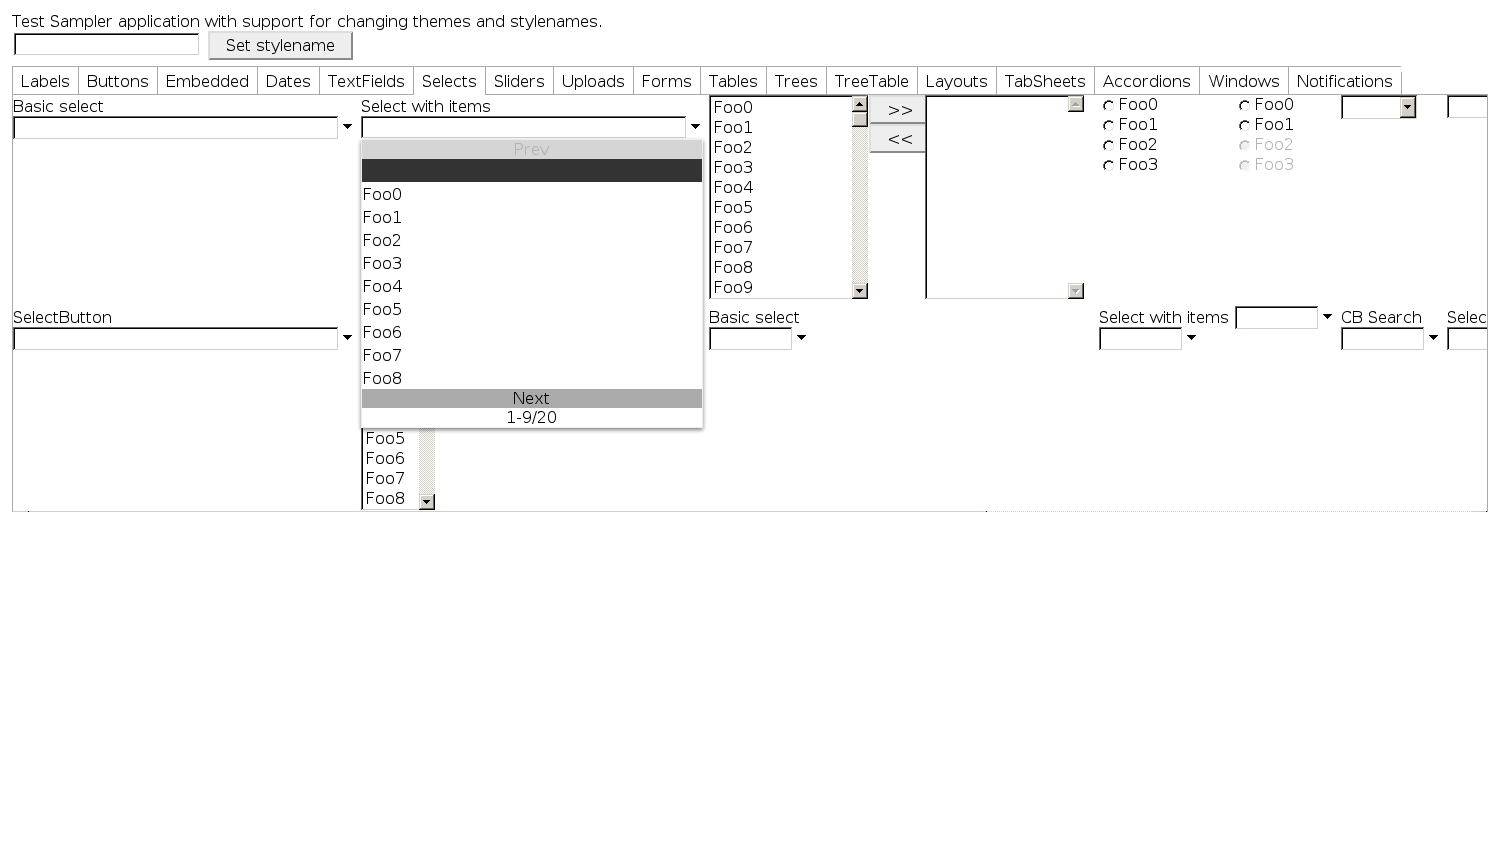 Test Sampler application with support for changing themes and stylenames.
Set stylename
Labels Buttons Embedded Dates TextFields Selects Sliders Uploads Forms Tables Trees TreeTable Layouts TabSheets Accordions Windows Notifications
Basic select
Select with items
Prev
Foo0
Foo1
Foo2
Foo3
Foo4
Foo5
Foo6
Foo7
Foo8
Next
1-9/20
Foo0
Foo1
Foo2
Foo3
Foo4
Foo5
Foo6
Foo7
Foo8
Foo9
>>
<<
Foo0
Foo1
Foo2
Foo3
Foo0
Foo1
Foo2
Foo3
SelectButton
Foo5
Foo6
Foo7
Foo8
Basic select
Select with items
CB Search
Selec